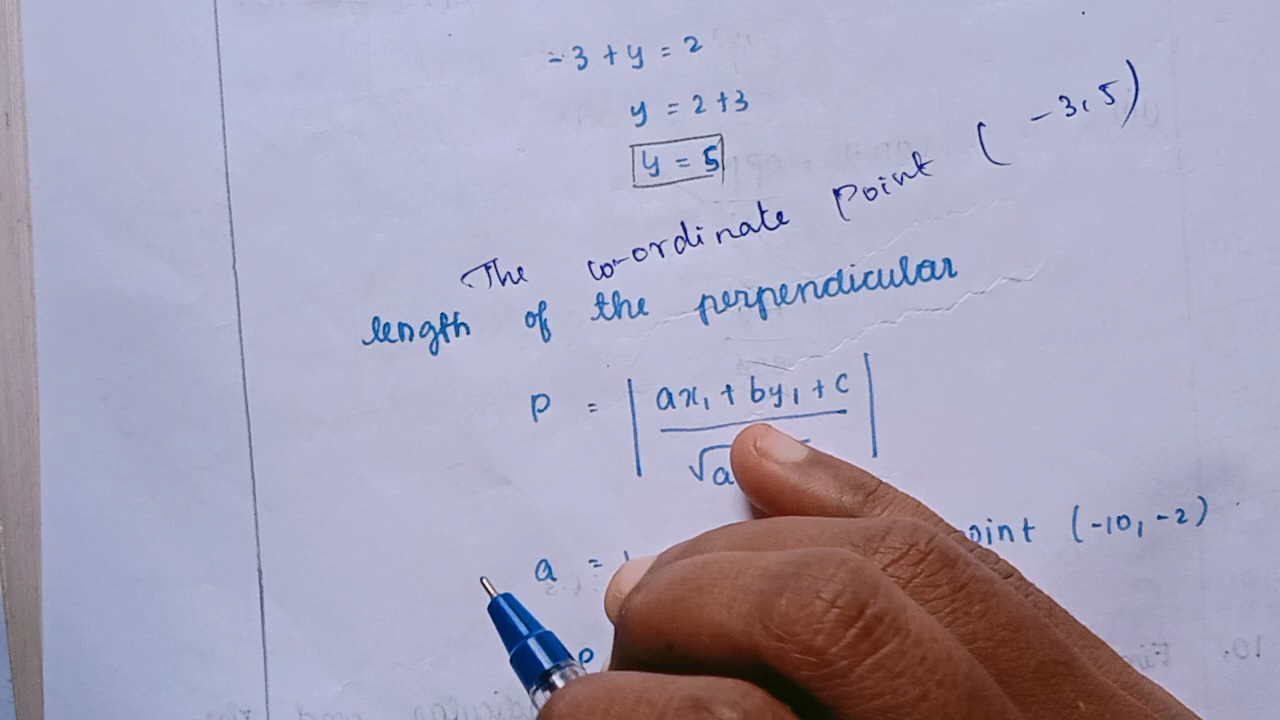 -3 + y = 2
y = 2+3
y = 5
The co-ordinate point (-3, 5)
length of the perpendicular
P = | ax₁ + by₁ + c / √a |
a = (-10, -2)
P
10.